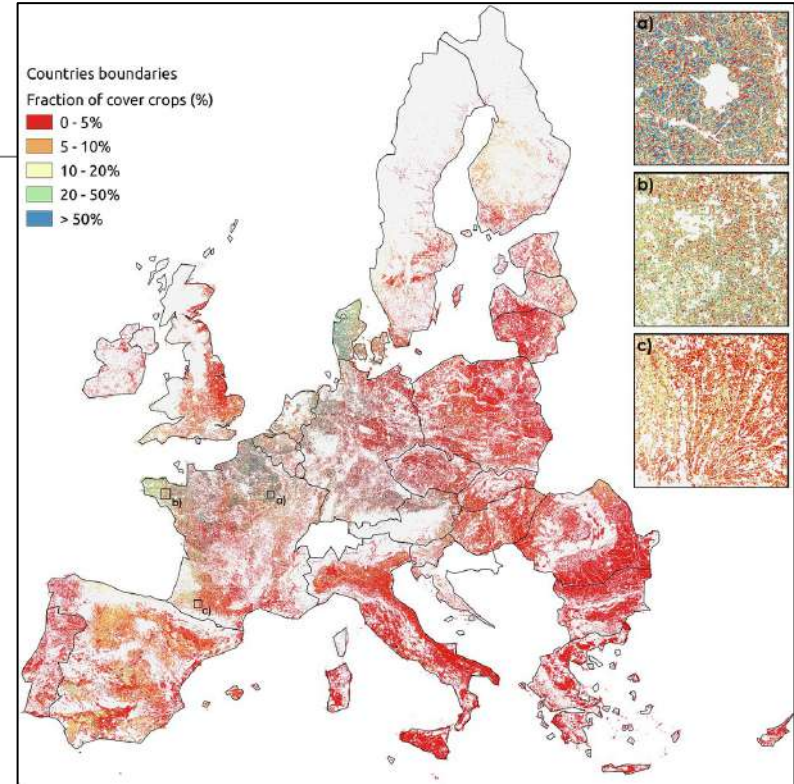 Countries boundaries
Fraction of cover crops (%)
0 - 5%
5 - 10%
10 - 20%
20 - 50%
> 50%
a)
b)
c)
b)
a)
c)